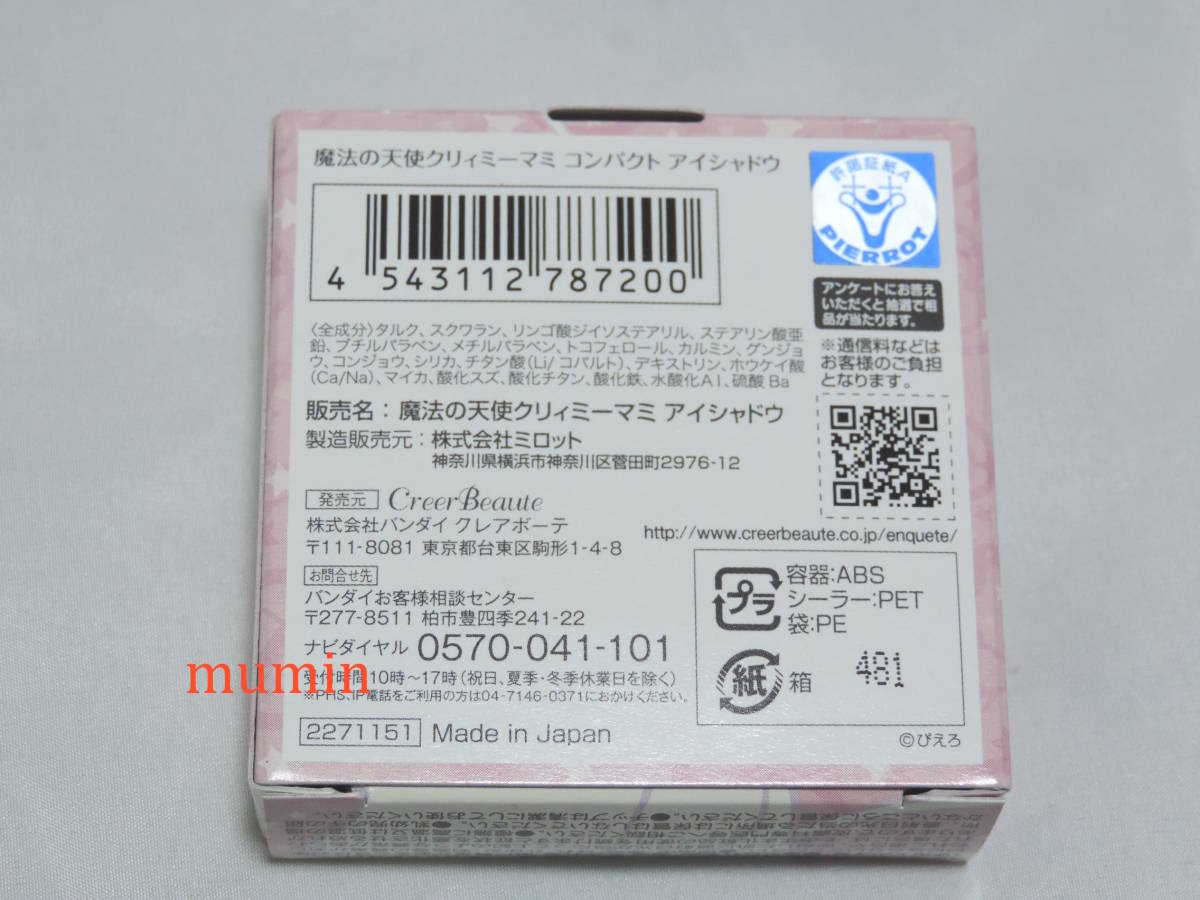 魔法の天使クリィミーマミ コンパクト アイシャドウ
4 543112 787200
許諾証紙A
PIERROT
アンケートにお答え
いただくと抽選で粗
品が当たります。
※通信料などは
お客様のご負担
となります。
〈全成分〉タルク、スクワラン、リンゴ酸ジイソステアリル、ステアリン酸亜
鉛、ブチルパラベン、メチルパラベン、トコフェロール、カルミン、グンジョ
ウ、コンジョウ、シリカ、チタン酸(Li/コバルト)、デキストリン、ホウケイ酸
(Ca/Na)、マイカ、酸化スズ、酸化チタン、酸化鉄、水酸化Al、硫酸Ba
販売名：魔法の天使クリィミーマミ アイシャドウ
製造販売元：株式会社ミロット
神奈川県横浜市神奈川区菅田町2976-12
発売元 CreerBeaute
株式会社バンダイ クレアボーテ
〒111-8081 東京都台東区駒形1-4-8
http://www.creerbeaute.co.jp/enquete/
お問合せ先
バンダイお客様相談センター
〒277-8511 柏市豊四季241-22
ナビダイヤル 0570-041-101
受付時間10時～17時(祝日、夏季・冬季休業日を除く)
※PHS、IP電話をご利用の方は04-7146-0371におかけください。
2271151 Made in Japan
プラ
容器:ABS
シーラー:PET
袋:PE
紙 箱
481
©ぴえろ
mumin